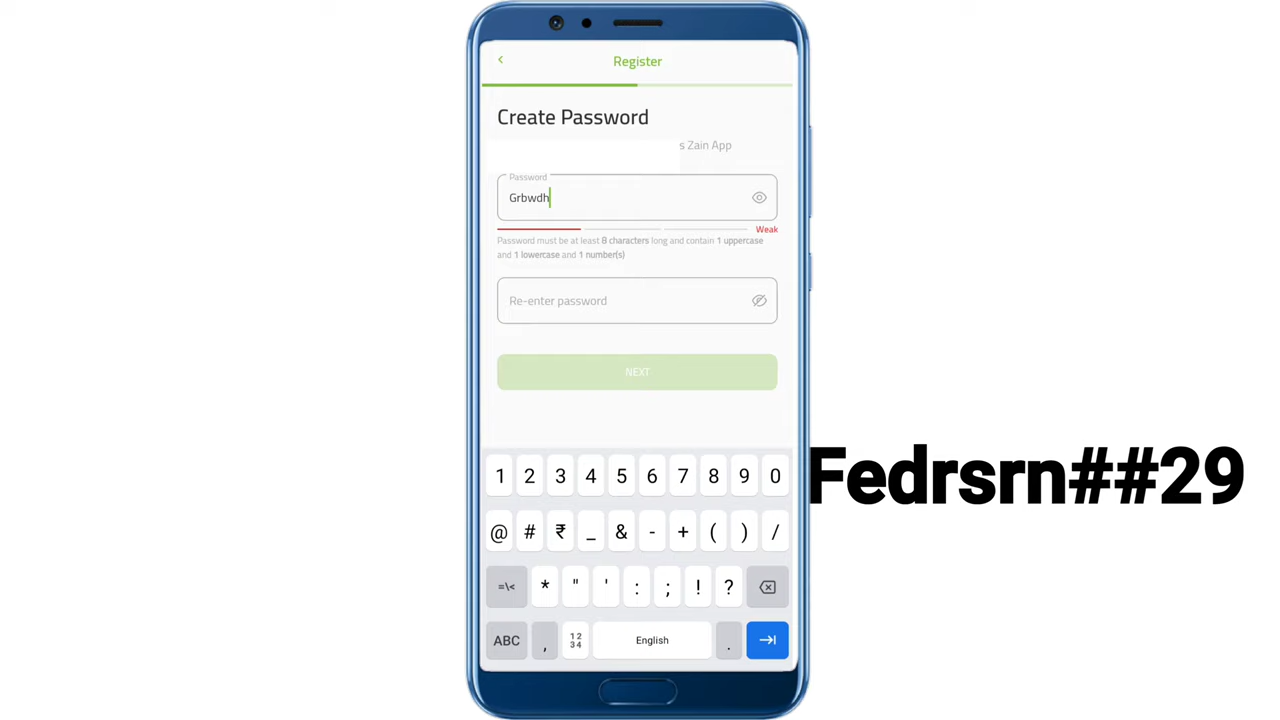 Register
Create Password
s Zain App
Password
Grbwdh
Weak
Password must be at least 8 characters long and contain 1 uppercase
and 1 lowercase and 1 number(s)
Re-enter password
NEXT
Fedrsrn##29
1 2 3 4 5 6 7 8 9 0
@ # ₹ _ & - + ( ) /
=\< * " ' : ; ! ?
ABC , 12 34 English .